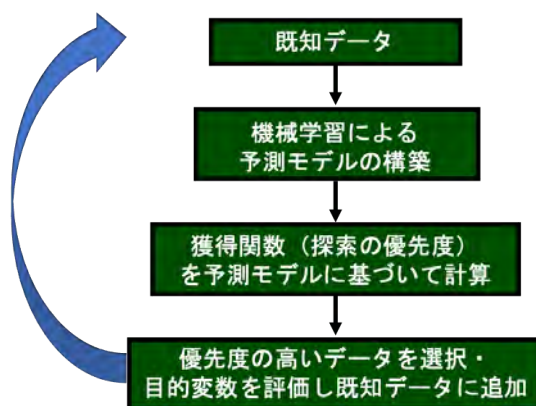 既知データ
機械学習による
予測モデルの構築
獲得関数（探索の優先度）
を予測モデルに基づいて計算
優先度の高いデータを選択・
目的変数を評価し既知データに追加